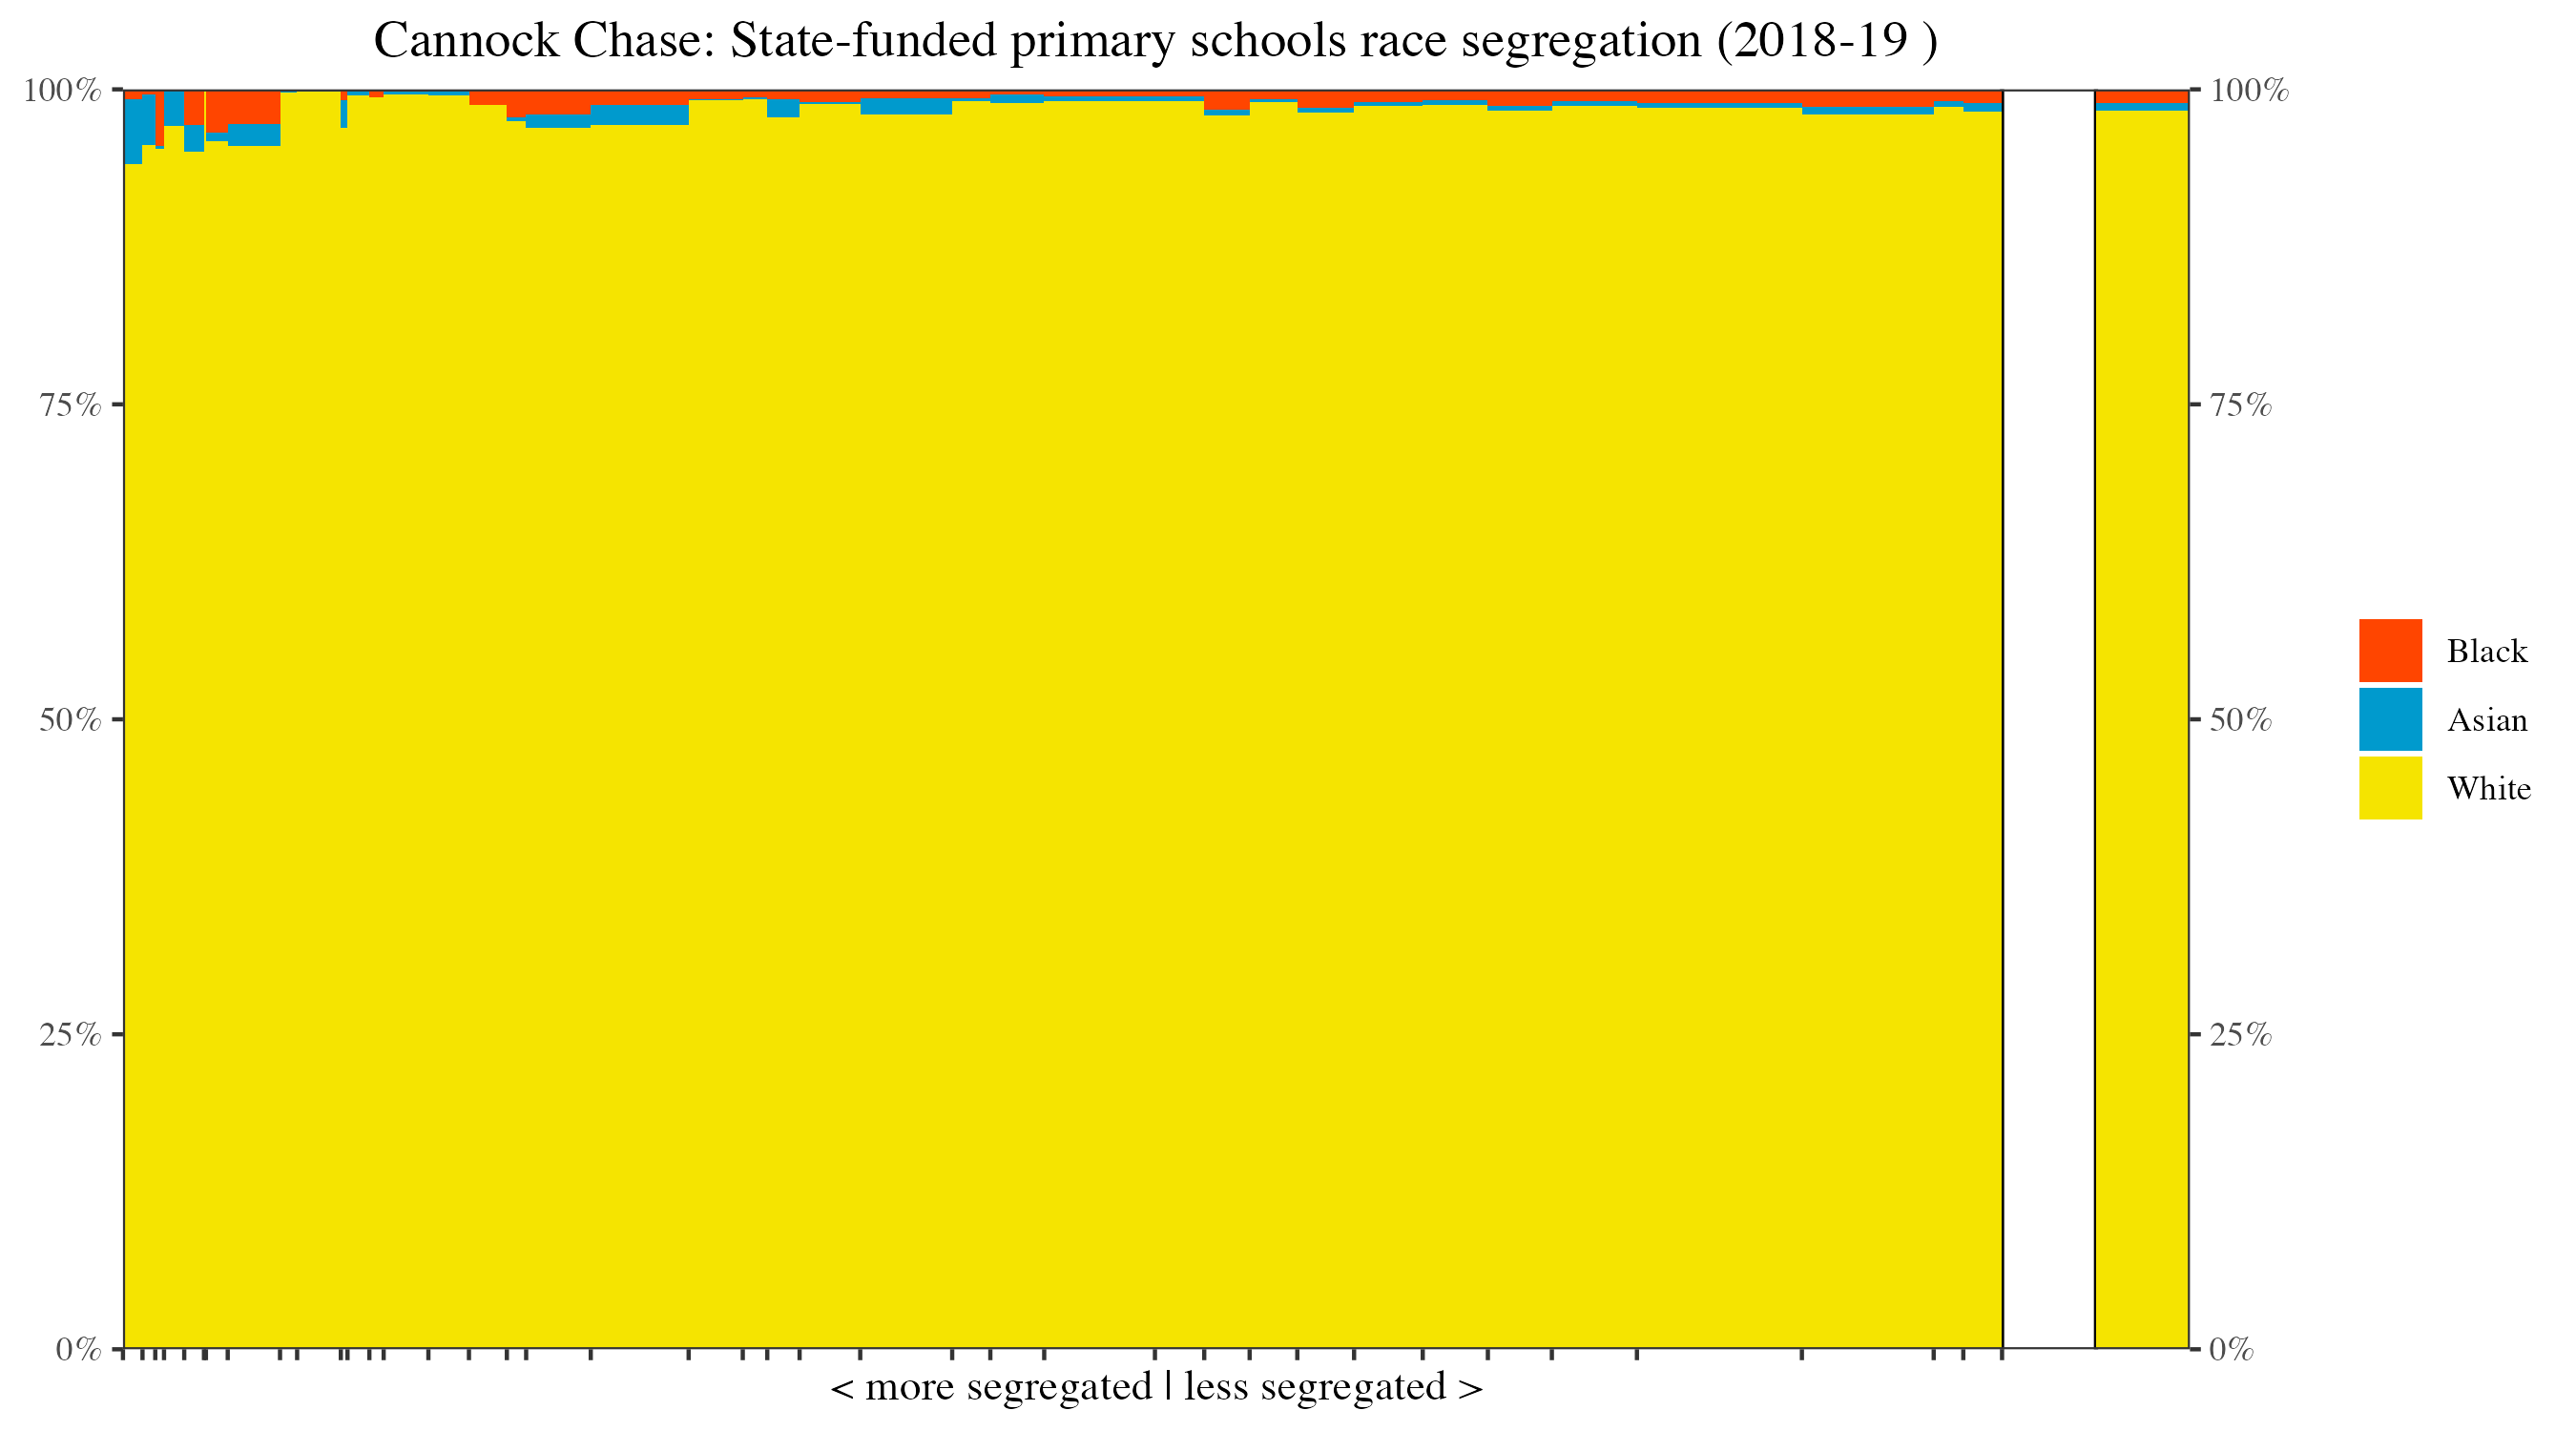 Cannock Chase: State-funded primary schools race segregation (2018-19 )
100%
100%
75%
75%
50%
50%
25%
25%
0%
0%
Black
Asian
White
< more segregated | less segregated >